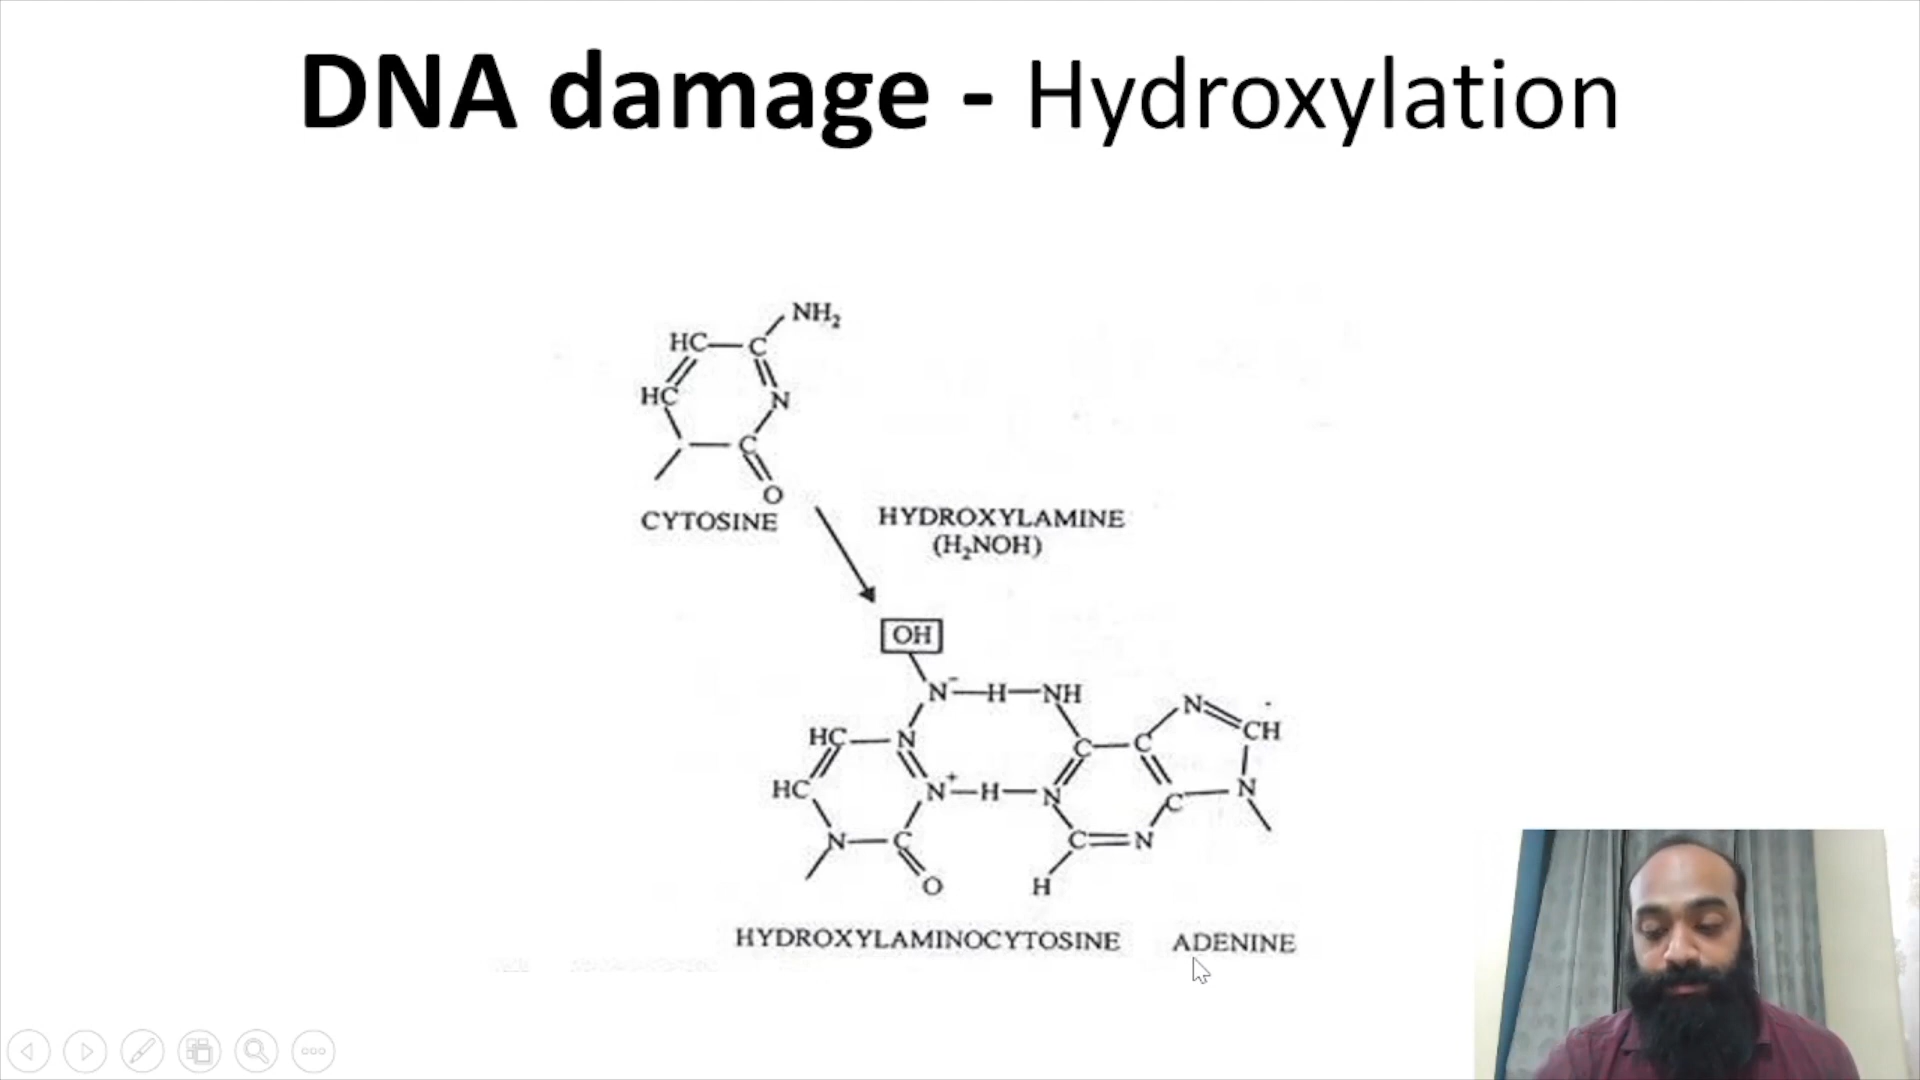 DNA damage - Hydroxylation
NH₂
HC C
HC N
C
O
CYTOSINE
HYDROXYLAMINE
(H₂NOH)
OH
N⁻ H NH
N CH
HC N C C
HC N⁺ H N C N
N C C N
O H
HYDROXYLAMINOCYTOSINE ADENINE